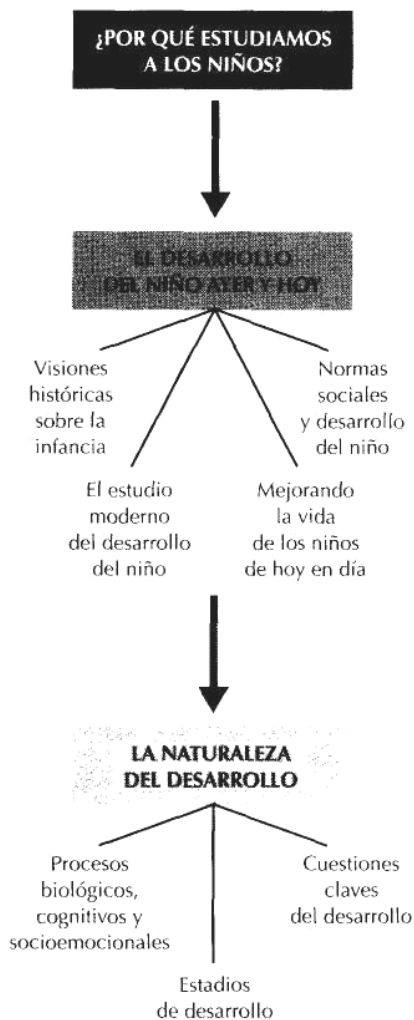 ¿POR QUÉ ESTUDIAMOS
A LOS NIÑOS?
EL DESARROLLO
DEL NIÑO AYER Y HOY
Visiones
históricas
sobre la
infancia
Normas
sociales
y desarrollo
del niño
El estudio
moderno
del desarrollo
del niño
Mejorando
la vida
de los niños
de hoy en día
LA NATURALEZA
DEL DESARROLLO
Procesos
biológicos,
cognitivos y
socioemocionales
Cuestiones
claves
del desarrollo
Estadios
de desarrollo